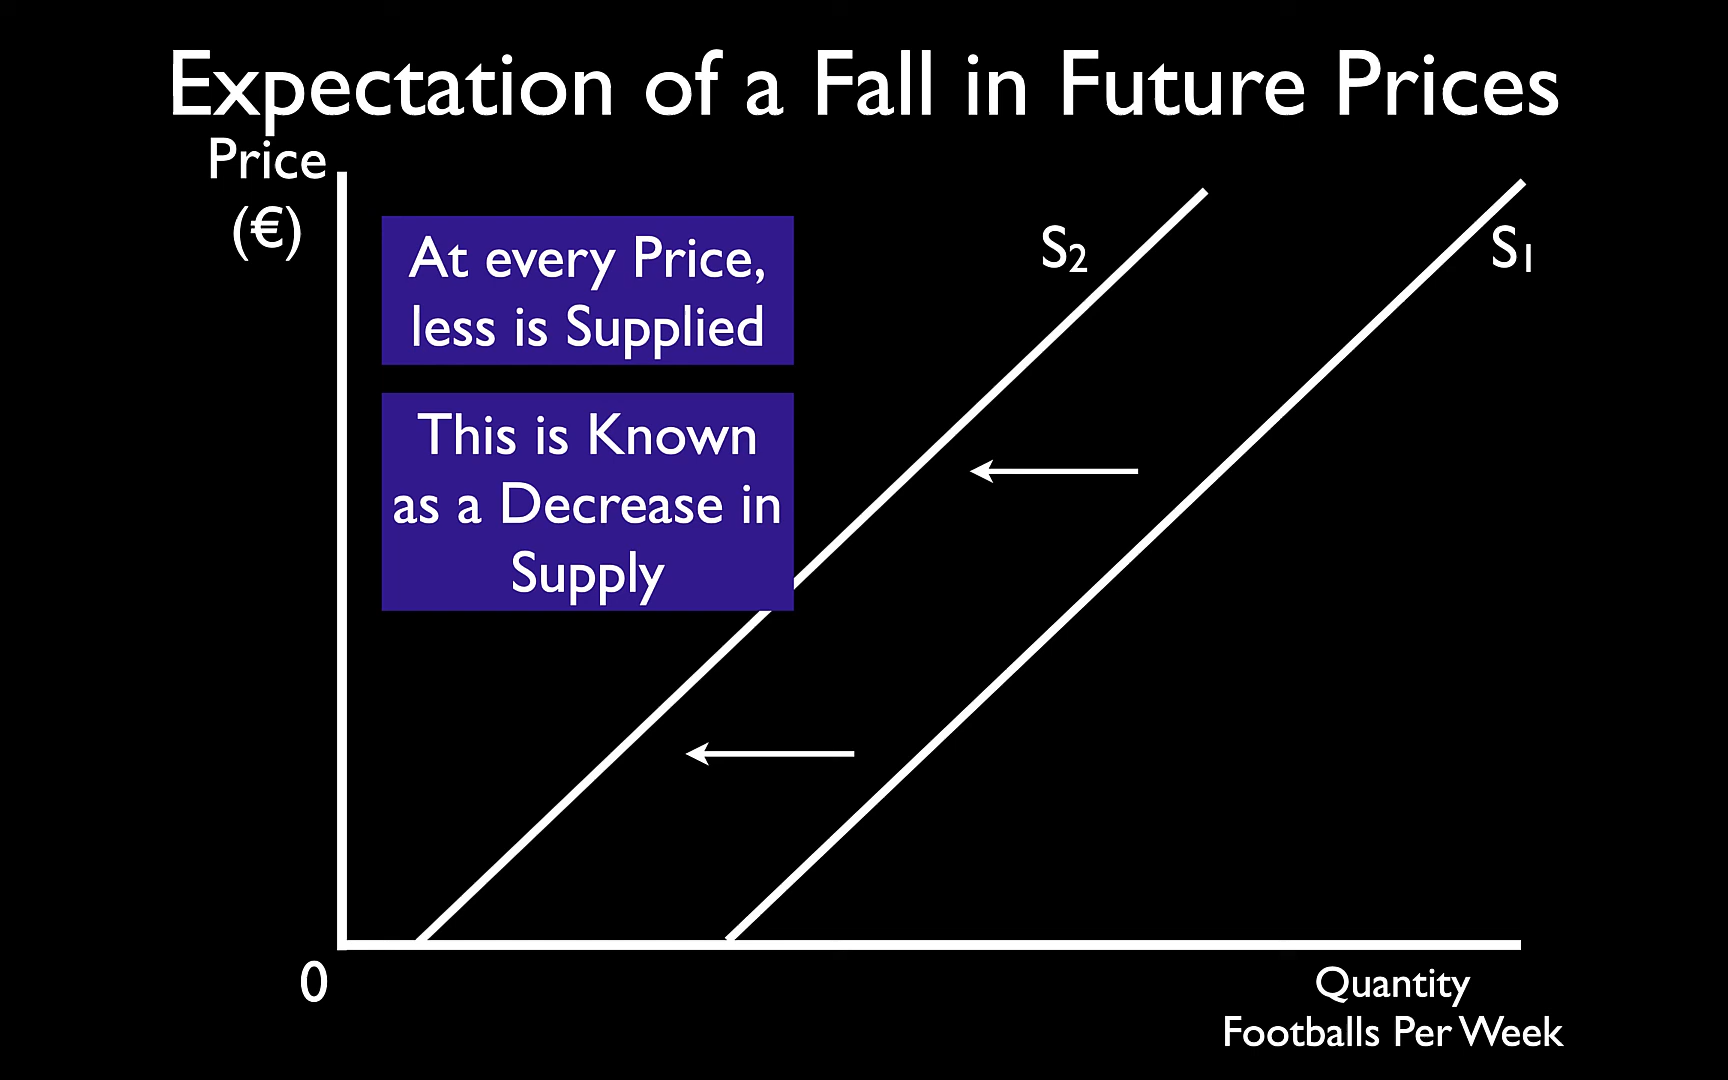 Expectation of a Fall in Future Prices
Price
(€)
At every Price,
less is Supplied
This is Known
as a Decrease in
Supply
S2
S1
0
Quantity
Footballs Per Week